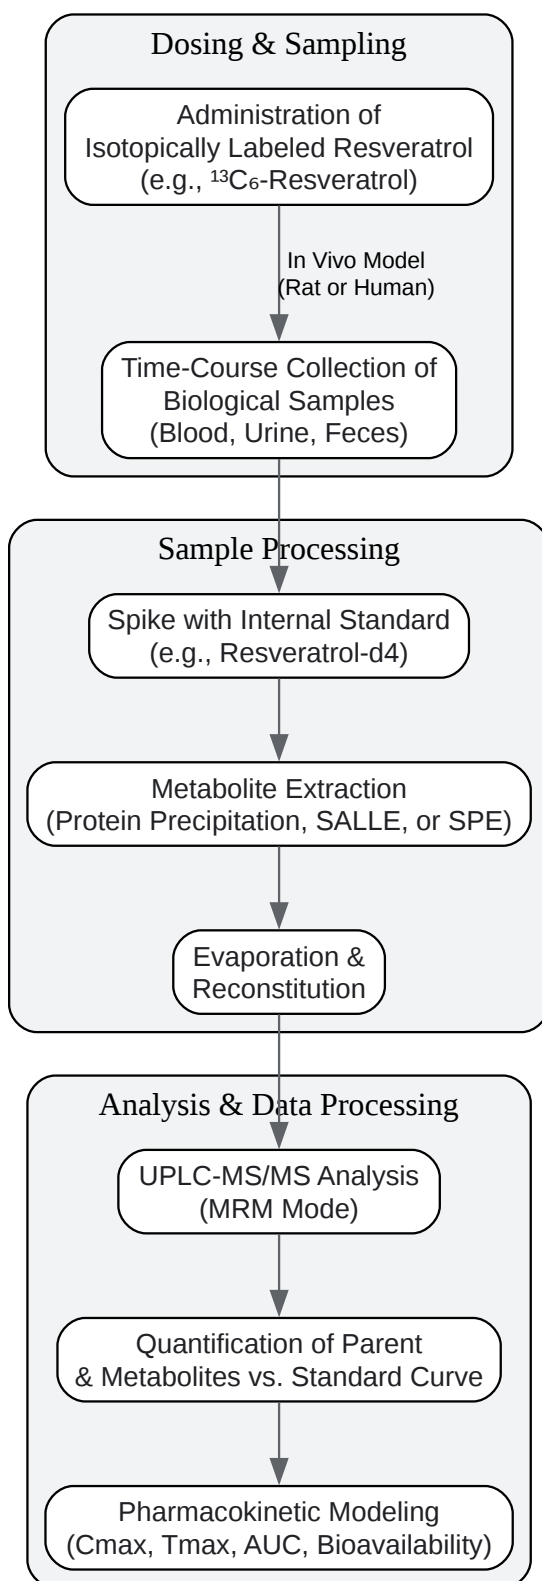 Dosing & Sampling
Administration of
Isotopically Labeled Resveratrol
(e.g., ¹³C₆-Resveratrol)
In Vivo Model
(Rat or Human)
Time-Course Collection of
Biological Samples
(Blood, Urine, Feces)
Sample Processing
Spike with Internal Standard
(e.g., Resveratrol-d4)
Metabolite Extraction
(Protein Precipitation, SALLE, or SPE)
Evaporation &
Reconstitution
Analysis & Data Processing
UPLC-MS/MS Analysis
(MRM Mode)
Quantification of Parent
& Metabolites vs. Standard Curve
Pharmacokinetic Modeling
(Cmax, Tmax, AUC, Bioavailability)